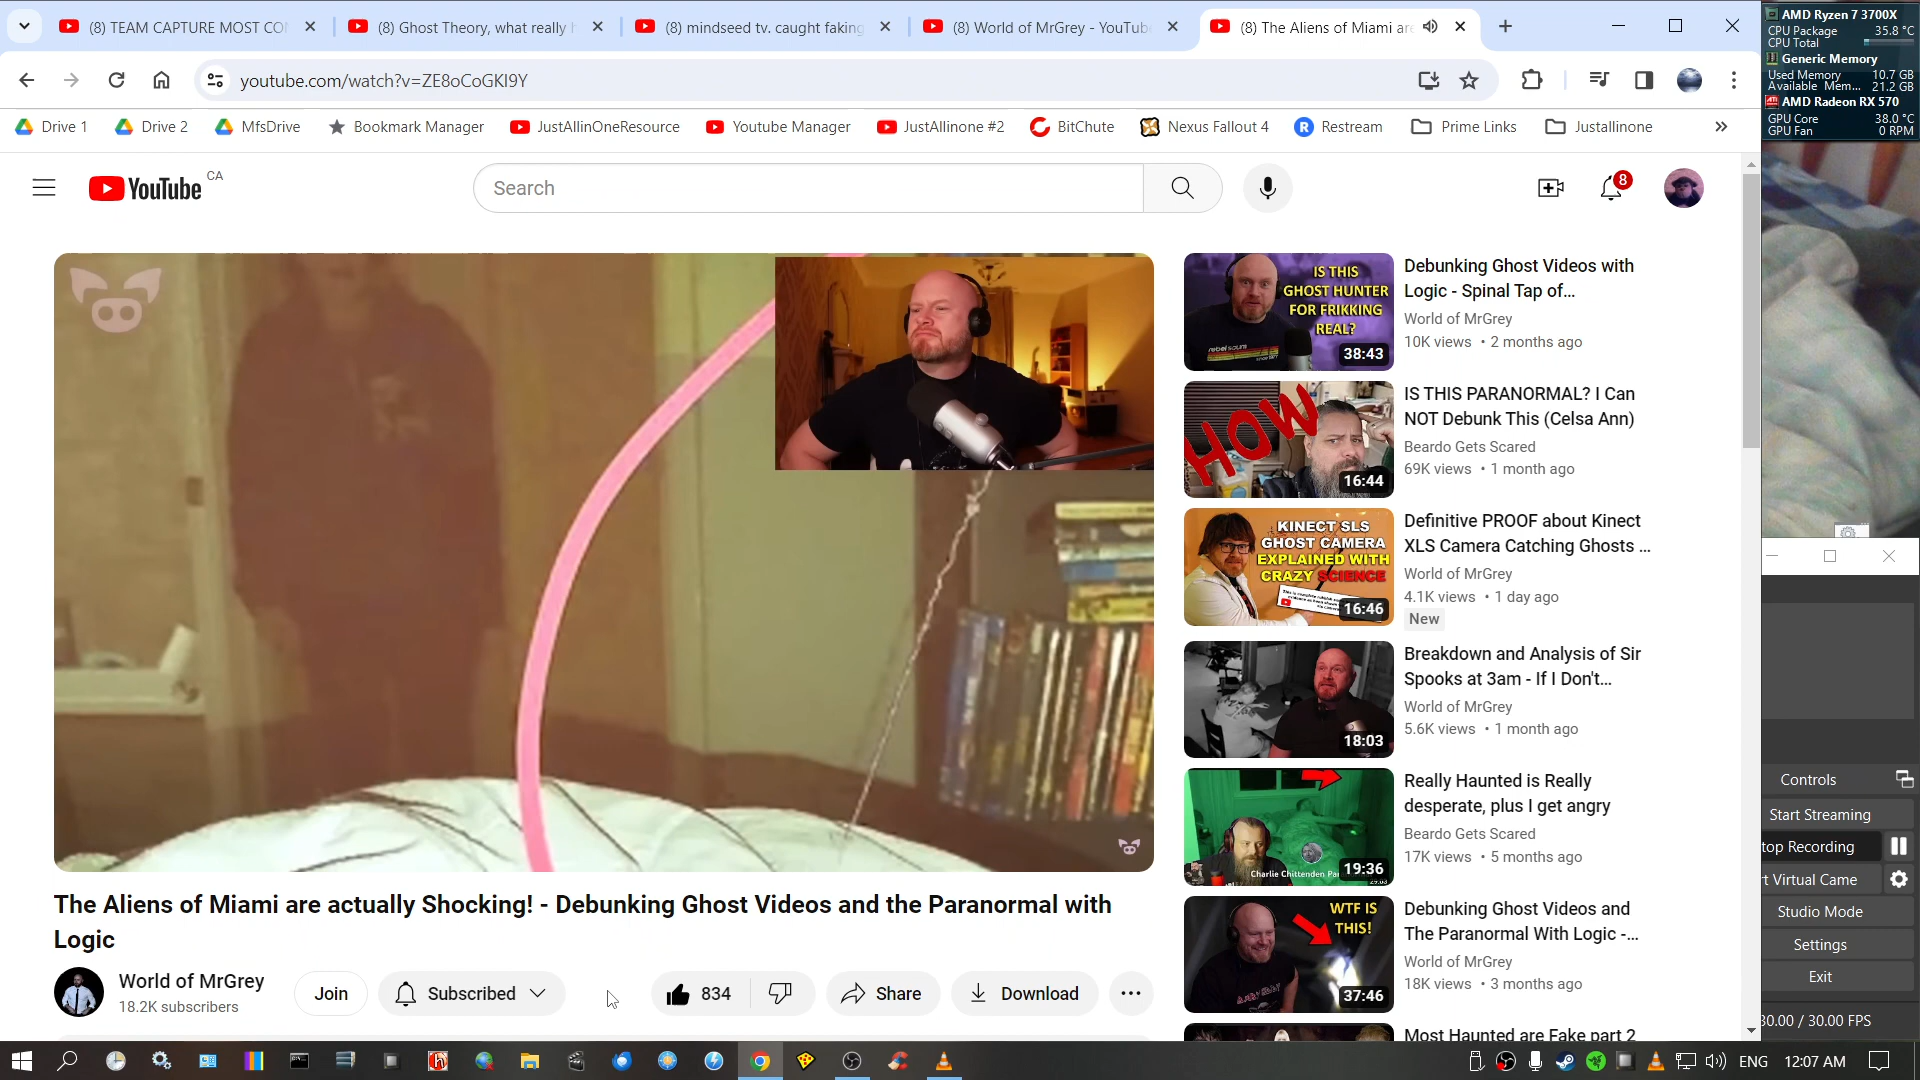 (8) TEAM CAPTURE MOST CO
(8) Ghost Theory, what really
(8) mindseed tv. caught faking
(8) World of MrGrey - YouTube
(8) The Aliens of Miami are
youtube.com/watch?v=ZE8oCoGKI9Y
Drive 1
Drive 2
MfsDrive
Bookmark Manager
JustAllinOneResource
Youtube Manager
JustAllinone #2
BitChute
Nexus Fallout 4
Restream
Prime Links
Justallinone
AMD Ryzen 7 3700X
CPU Package 35.8 °C
CPU Total
Generic Memory
Used Memory 10.7 GB
Available Mem... 21.2 GB
AMD Radeon RX 570
GPU Core 38.0 °C
GPU Fan 0 RPM
YouTube CA
Search
8
The Aliens of Miami are actually Shocking! - Debunking Ghost Videos and the Paranormal with
Logic
World of MrGrey
18.2K subscribers
Join
Subscribed
834
Share
Download
IS THIS
GHOST HUNTER
FOR FRIKKING
REAL?
rebel sound
38:43
Debunking Ghost Videos with
Logic - Spinal Tap of...
World of MrGrey
10K views • 2 months ago
HOW
16:44
IS THIS PARANORMAL? I Can
NOT Debunk This (Celsa Ann)
Beardo Gets Scared
69K views • 1 month ago
KINECT SLS
GHOST CAMERA
EXPLAINED WITH
CRAZY SCIENCE
16:46
Definitive PROOF about Kinect
XLS Camera Catching Ghosts ...
World of MrGrey
4.1K views • 1 day ago
New
18:03
Breakdown and Analysis of Sir
Spooks at 3am - If I Don't...
World of MrGrey
5.6K views • 1 month ago
Charlie Chittenden Pa
19:36
Really Haunted is Really
desperate, plus I get angry
Beardo Gets Scared
17K views • 5 months ago
WTF IS
THIS!
37:46
Debunking Ghost Videos and
The Paranormal With Logic -...
World of MrGrey
18K views • 3 months ago
Most Haunted are Fake part 2
Controls
Start Streaming
top Recording
t Virtual Came
Studio Mode
Settings
Exit
30.00 / 30.00 FPS
ENG
12:07 AM